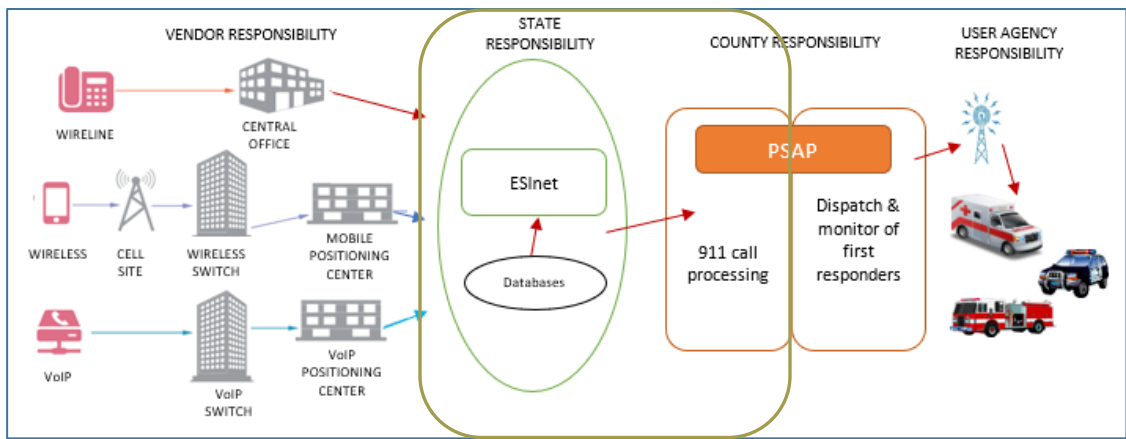 VENDOR RESPONSIBILITY
STATE
RESPONSIBILITY
COUNTY RESPONSIBILITY
USER AGENCY
RESPONSIBILITY
WIRELINE
CENTRAL
OFFICE
WIRELESS
CELL
SITE
WIRELESS
SWITCH
MOBILE
POSITIONING
CENTER
VoIP
VoIP
SWITCH
VoIP
POSITIONING
CENTER
ESInet
Databases
PSAP
911 call
processing
Dispatch &
monitor of
first
responders